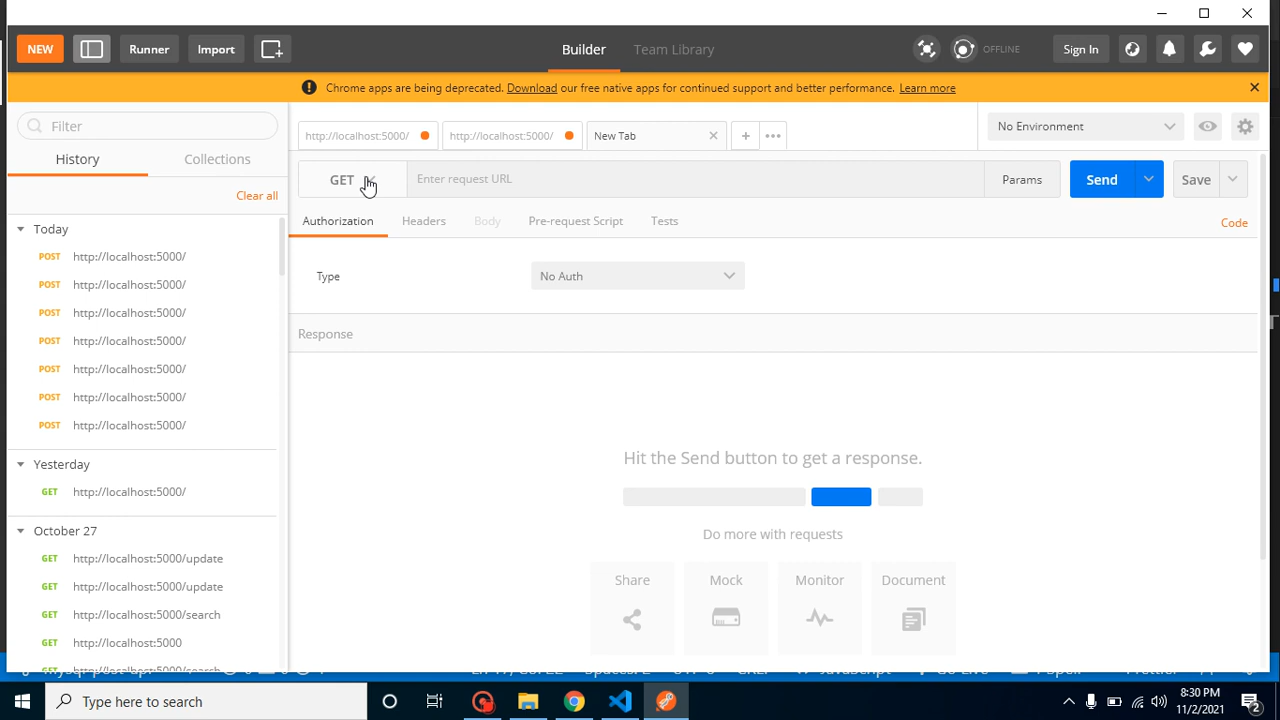 NEW Runner Import Builder Team Library OFFLINE Sign In
Chrome apps are being deprecated. Download our free native apps for continued support and better performance. Learn more
Filter
History Collections
Clear all
Today
POST http://localhost:5000/
POST http://localhost:5000/
POST http://localhost:5000/
POST http://localhost:5000/
POST http://localhost:5000/
POST http://localhost:5000/
POST http://localhost:5000/
Yesterday
GET http://localhost:5000/
October 27
GET http://localhost:5000/update
GET http://localhost:5000/update
GET http://localhost:5000/search
GET http://localhost:5000
http://localhost:5000/ http://localhost:5000/ New Tab No Environment
GET Enter request URL Params Send Save
Authorization Headers Body Pre-request Script Tests Code
Type No Auth
Response
Hit the Send button to get a response.
Do more with requests
Share Mock Monitor Document
Type here to search
8:30 PM
11/2/2021
2